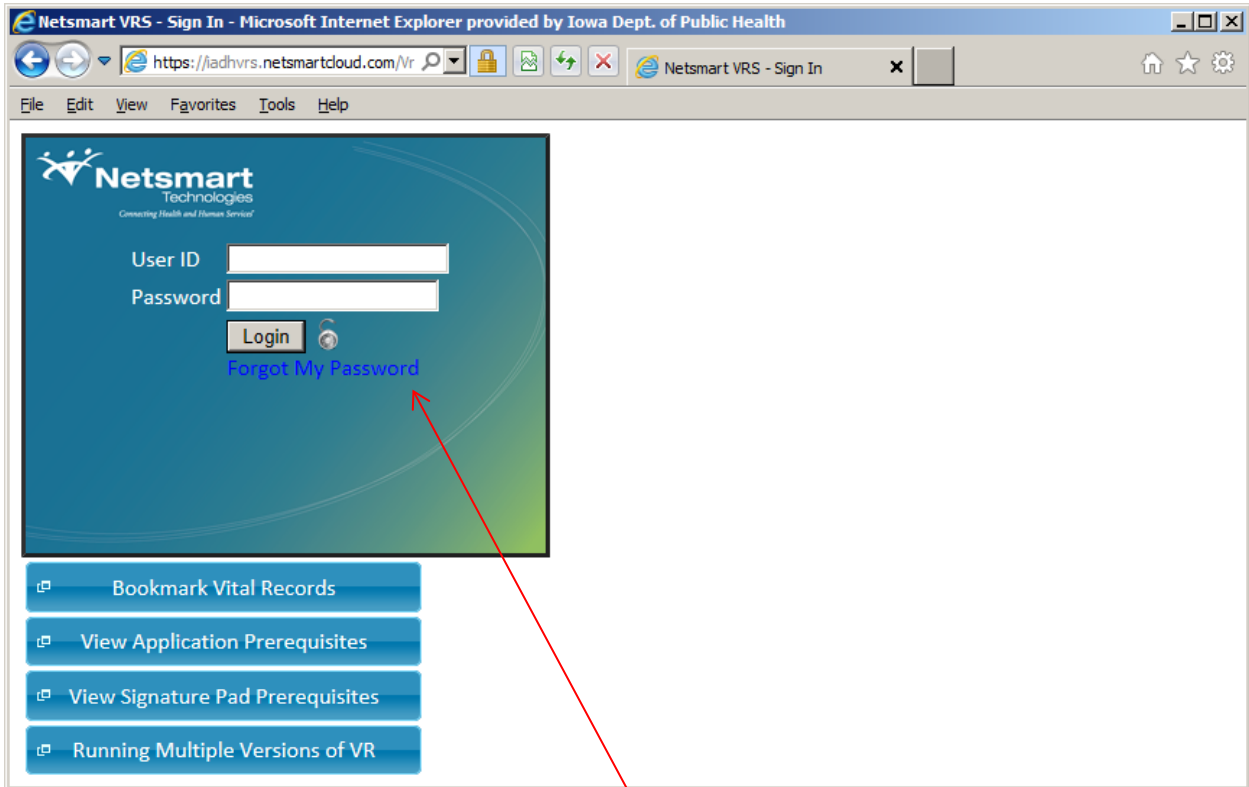 Netsmart VRS - Sign In - Microsoft Internet Explorer provided by Iowa Dept. of Public Health
https://iadhvrs.netsmartcloud.com/Vr
Netsmart VRS - Sign In
File Edit View Favorites Tools Help
Netsmart
Technologies
Connecting Health and Human Services
User ID
Password
Login
Forgot My Password
Bookmark Vital Records
View Application Prerequisites
View Signature Pad Prerequisites
Running Multiple Versions of VR